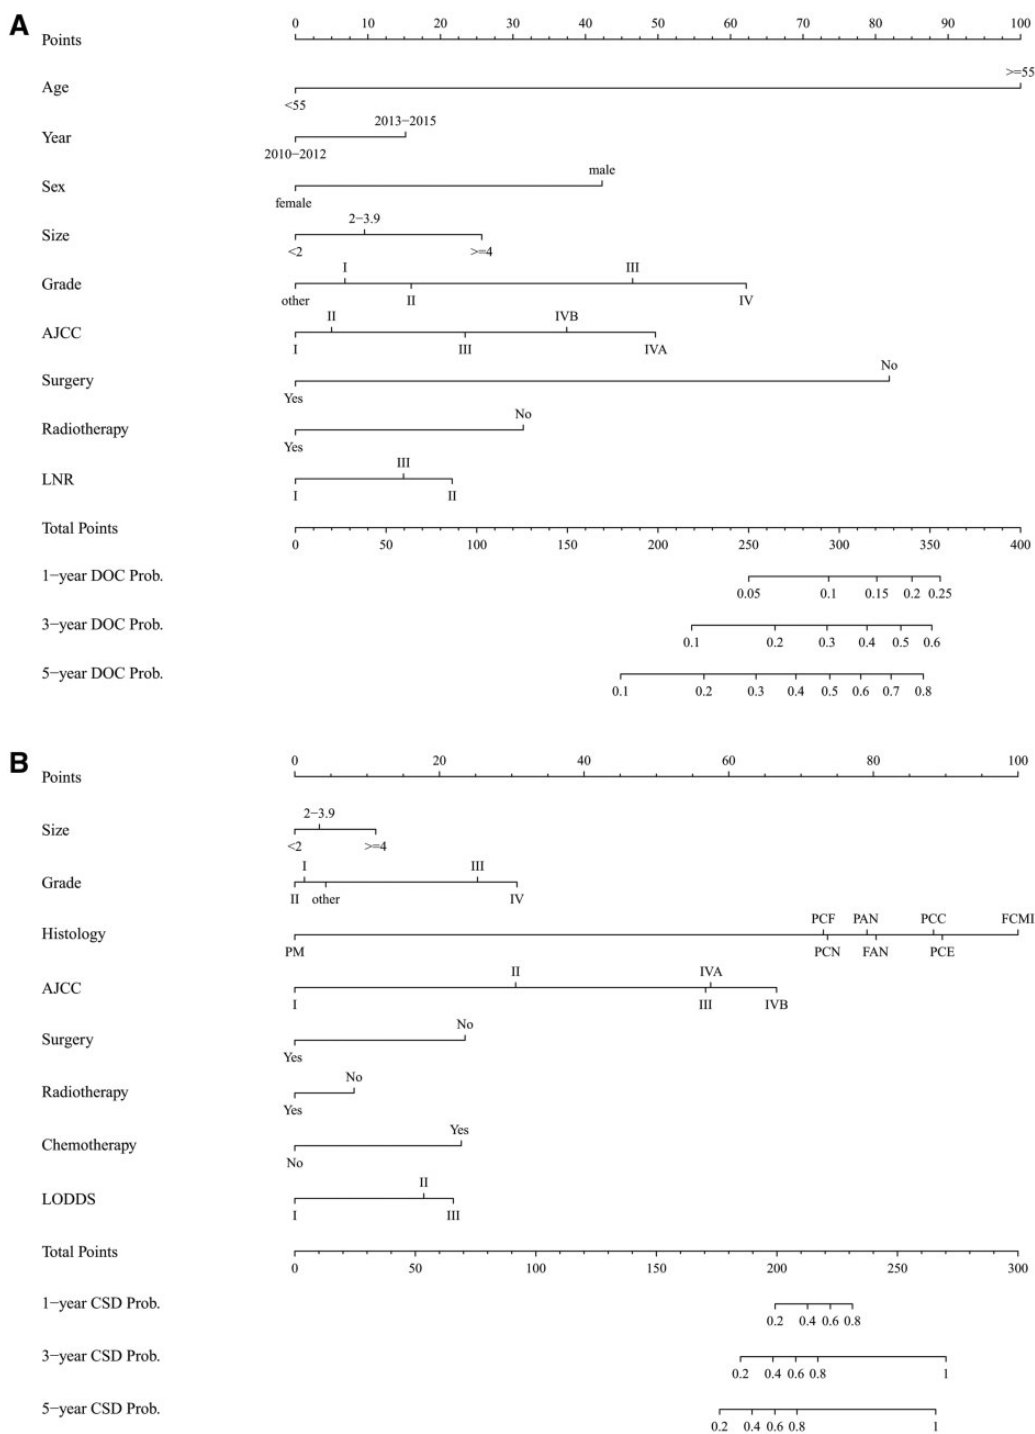 A
Points
0 10 20 30 40 50 60 70 80 90 100
>=55
Age
<55
2013−2015
Year
2010−2012
male
Sex
female
2−3.9
Size
<2 >=4
I III
Grade
other II IV
II IVB
AJCC
I III IVA
No
Surgery
Yes
No
Radiotherapy
Yes
III
LNR
I II
Total Points
0 50 100 150 200 250 300 350 400
1−year DOC Prob.
0.05 0.1 0.15 0.2 0.25
3−year DOC Prob.
0.1 0.2 0.3 0.4 0.5 0.6
5−year DOC Prob.
0.1 0.2 0.3 0.4 0.5 0.6 0.7 0.8
B
0 20 40 60 80 100
Points
2−3.9
Size
<2 >=4
I III
Grade
II other IV
PCF PAN PCC FCMI
Histology
PM PCN FAN PCE
II IVA
AJCC
I III IVB
No
Surgery
Yes
No
Radiotherapy
Yes
Yes
Chemotherapy
No
II
LODDS
I III
Total Points
0 50 100 150 200 250 300
1−year CSD Prob.
0.2 0.4 0.6 0.8
3−year CSD Prob.
0.2 0.4 0.6 0.8 1
5−year CSD Prob.
0.2 0.4 0.6 0.8 1